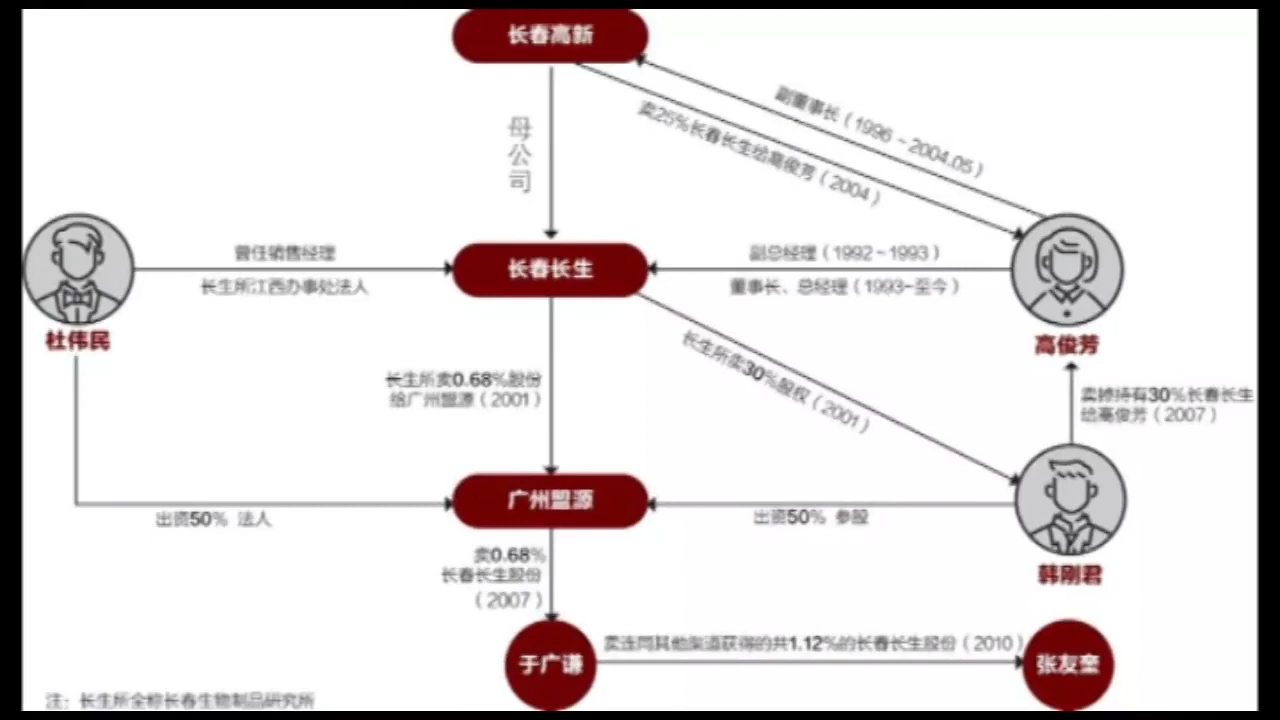 长春高新
副董事长（1996 ~ 2004.05）
卖25%长春长生给高俊芳（2004）
母公司
曾任销售经理
长生所江西办事处法人
长春长生
副总经理（1992 ~ 1993）
董事长、总经理（1993-至今）
杜伟民
高俊芳
长生所卖0.68%股份
给广州盟源（2001）
长生所卖30%股权（2001）
卖掉持有30%长春长生
给高俊芳（2007）
广州盟源
出资50% 法人
出资50% 参股
韩刚君
卖0.68%
长春长生股份
（2007）
于广谦
卖连同其他渠道获得的共1.12%的长春长生股份（2010）
张友奎
注：长生所全称长春生物制品研究所